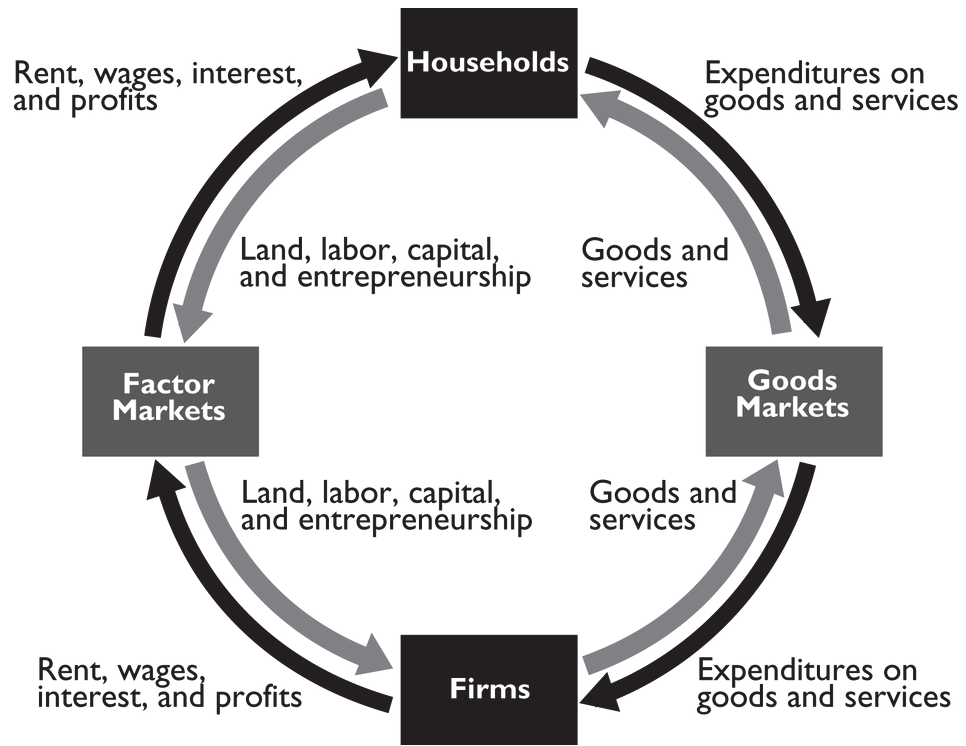 Households
Rent, wages, interest,
and profits
Expenditures on
goods and services
Land, labor, capital,
and entrepreneurship
Goods and
services
Factor
Markets
Goods
Markets
Land, labor, capital,
and entrepreneurship
Goods and
services
Rent, wages,
interest, and profits
Firms
Expenditures on
goods and services